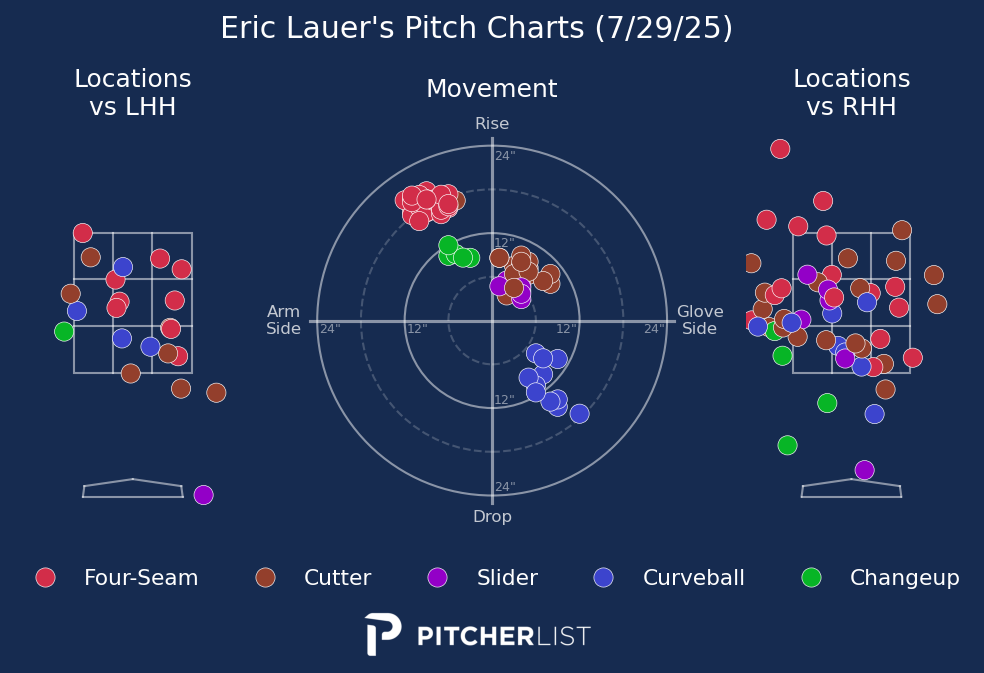 Eric Lauer's Pitch Charts (7/29/25)
Locations
vs LHH
Movement
Locations
vs RHH
Rise
24"
12"
Arm
Side
24"
12"
12"
24"
Glove
Side
12"
24"
Drop
Four-Seam
Cutter
Slider
Curveball
Changeup
PITCHERLIST